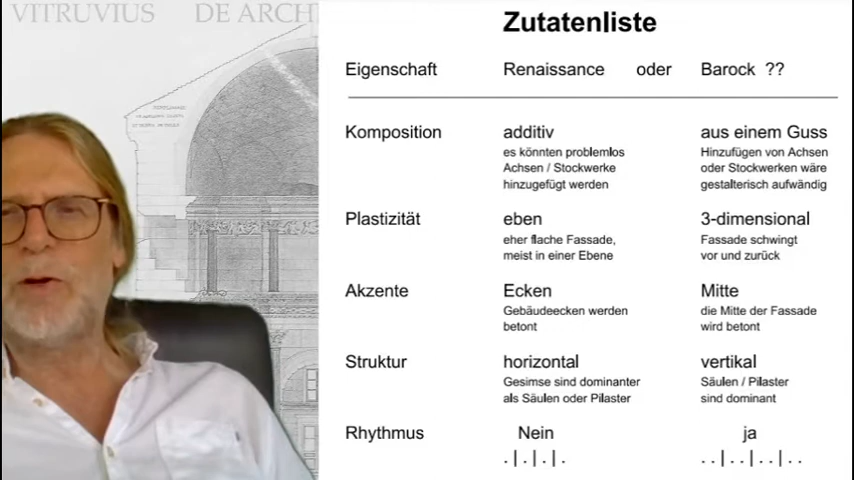 VITRUVIUS DE ARCH
Zutatenliste
Eigenschaft Renaissance oder Barock ??
Komposition additiv aus einem Guss
es könnten problemlos Hinzufügen von Achsen
Achsen / Stockwerke oder Stockwerken wäre
hinzugefügt werden gestalterisch aufwändig
Plastizität eben 3-dimensional
eher flache Fassade, Fassade schwingt
meist in einer Ebene vor und zurück
Akzente Ecken Mitte
Gebäudeecken werden die Mitte der Fassade
betont wird betont
Struktur horizontal vertikal
Gesimse sind dominanter Säulen / Pilaster
als Säulen oder Pilaster sind dominant
Rhythmus Nein ja
. | . | . | . . . | . . | . . | . .